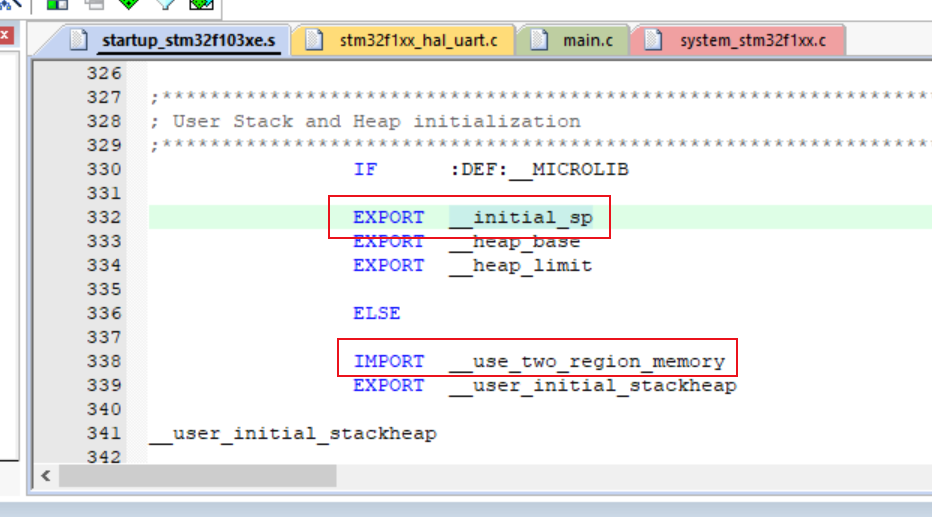 startup_stm32f103xe.s stm32f1xx_hal_uart.c main.c system_stm32f1xx.c
326
327 ;****************************************************************
328 ; User Stack and Heap initialization
329 ;****************************************************************
330 IF :DEF:__MICROLIB
331
332 EXPORT __initial_sp
333 EXPORT __heap_base
334 EXPORT __heap_limit
335
336 ELSE
337
338 IMPORT __use_two_region_memory
339 EXPORT __user_initial_stackheap
340
341 __user_initial_stackheap
342